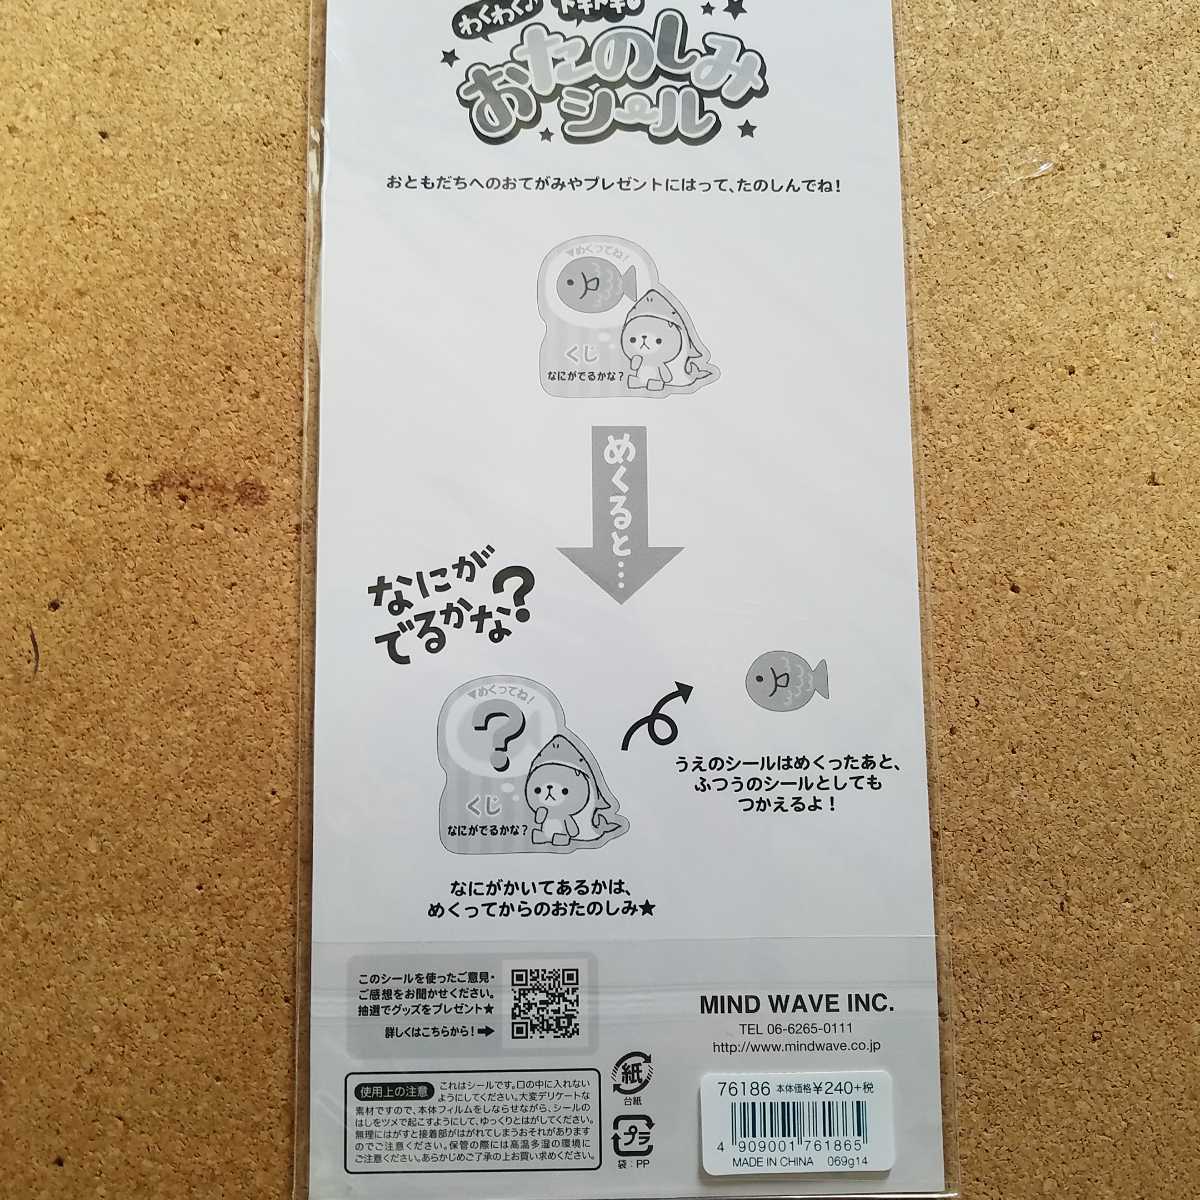 わくわく♪
ドキドキ
おたのしみ
シール
おともだちへのおてがみやプレゼントにはって、たのしんでね！
▼めくってね！
くじ
なにがでるかな？
めくると…
なにが
でるかな？
▼めくってね！
?
くじ
なにがでるかな？
うえのシールはめくったあと、
ふつうのシールとしても
つかえるよ！
なにがかいてあるかは、
めくってからのおたのしみ★
このシールを使ったご意見・
ご感想をお聞かせください。
抽選でグッズをプレゼント★
詳しくはこちらから！➡
MIND WAVE INC.
TEL 06-6265-0111
http://www.mindwave.co.jp
使用上の注意 これはシールです。口の中に入れない
ようにしてください。大変デリケートな
素材ですので、本体フィルムをしならせながら、シールの
はしをツメで起こすようにして、ゆっくりとはがしてください。
無理にはがすと接着部がはがれてしまうおそれがあります
のでご注意ください。保管の際には高温多湿の環境に
ご注意ください。あらかじめご了承の上お買い求めください。
紙
台紙
プラ
袋：PP
76186 本体価格¥240+税
4 909001 761865
MADE IN CHINA 069g14